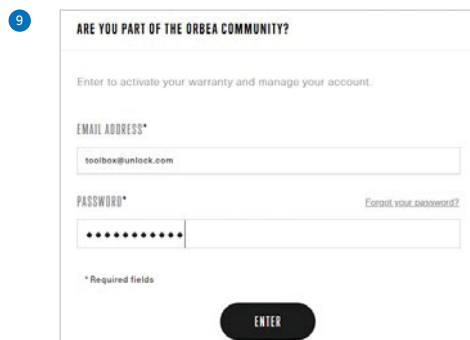 9
ARE YOU PART OF THE ORBEA COMMUNITY?
Enter to activate your warranty and manage your account.
EMAIL ADDRESS*
toolbox@unlock.com
PASSWORD*
Forgot your password?
***********
* Required fields
ENTER